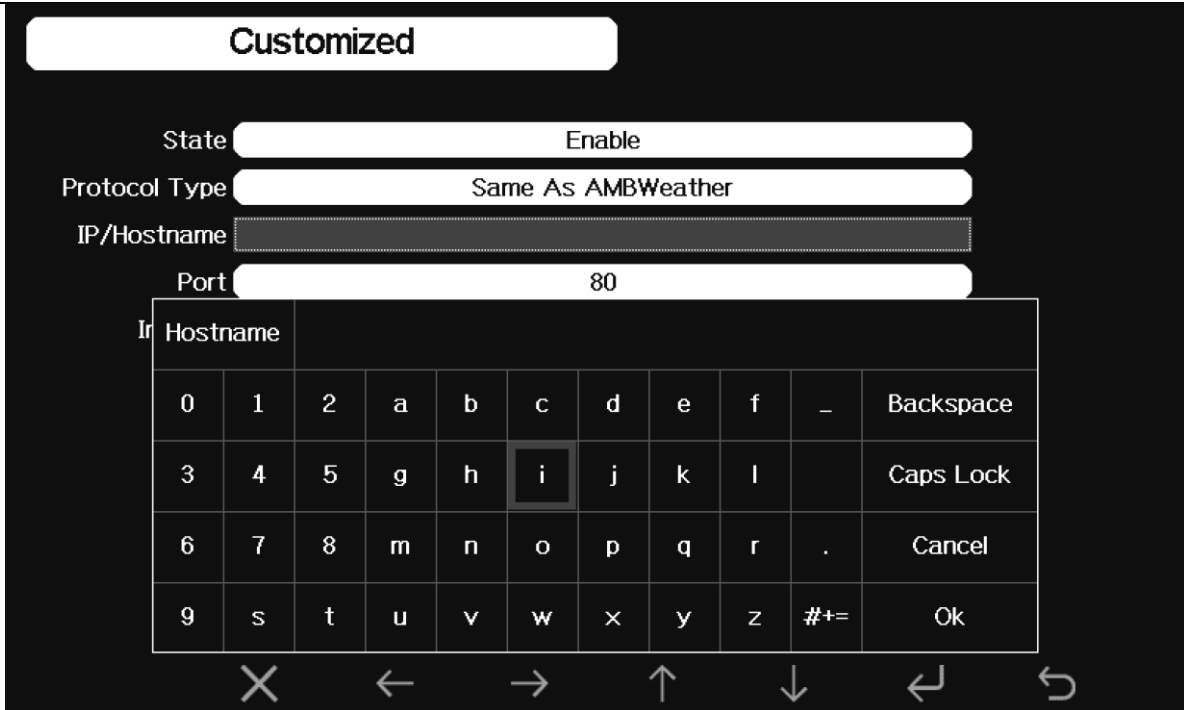 Customized
State Enable
Protocol Type Same As AMBWeather
IP/Hostname
Port 80
Hostname
0 1 2 a b c d e f _ Backspace
3 4 5 g h i j k l Caps Lock
6 7 8 m n o p q r . Cancel
9 s t u v w x y z #+= Ok